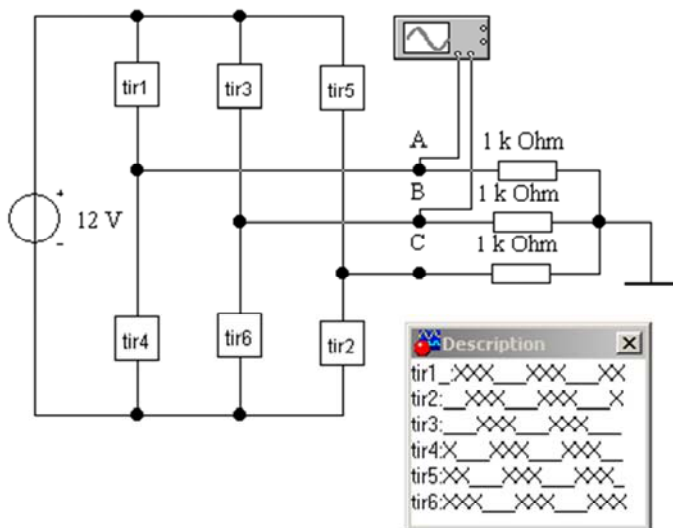 tir1
tir3
tir5
A
1 k Ohm
B
1 k Ohm
+
12 V
-
C
1 k Ohm
tir4
tir6
tir2
Description
tir1_:XXX___XXX___XX
tir2:__XXX___XXX___X
tir3:___XXX___XXX___
tir4:X___XXX___XXX__
tir5:XX___XXX___XXX_
tir6:XXX___XXX___XXX